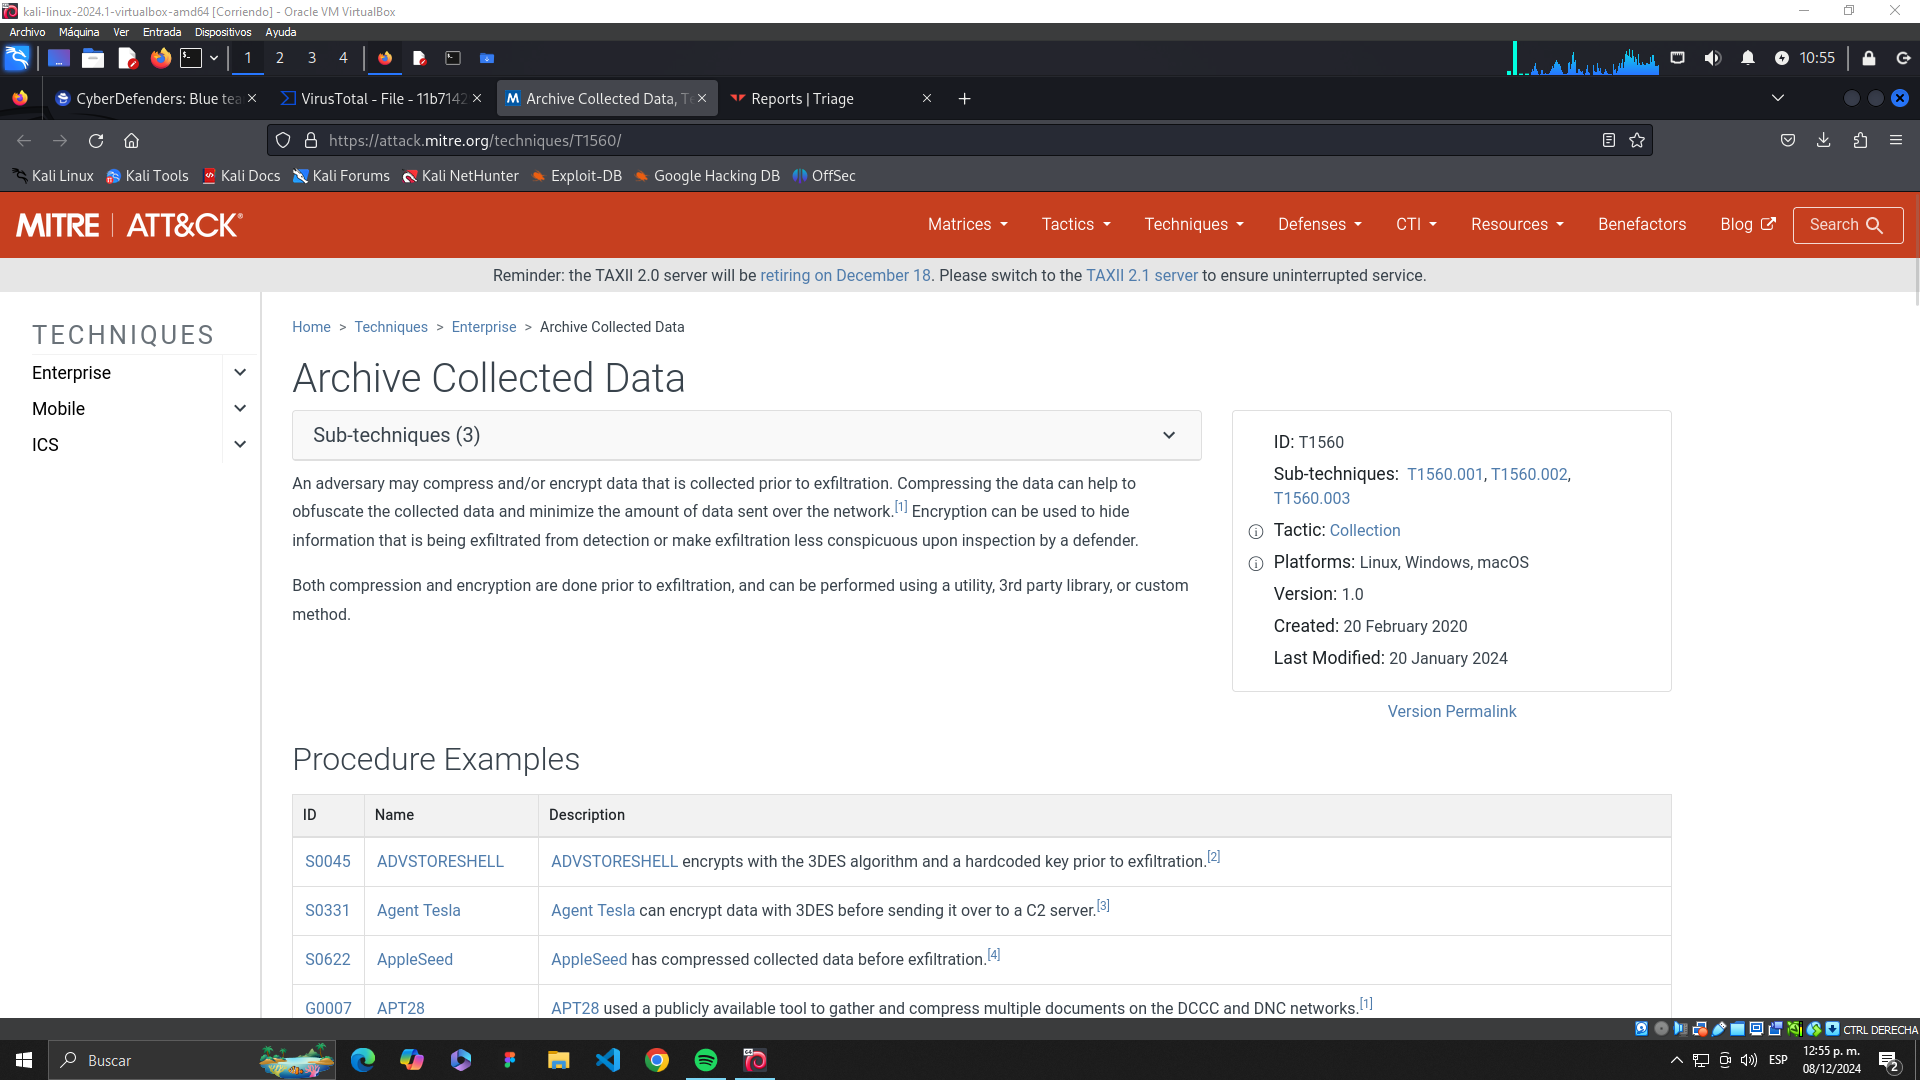 kali-linux-2024.1-virtualbox-amd64 [Corriendo] - Oracle VM VirtualBox
Archivo Máquina Ver Entrada Dispositivos Ayuda
1 2 3 4 10:55
CyberDefenders: Blue tea VirusTotal - File - 11b7142 Archive Collected Data, Te Reports | Triage
https://attack.mitre.org/techniques/T1560/
Kali Linux Kali Tools Kali Docs Kali Forums Kali NetHunter Exploit-DB Google Hacking DB OffSec
MITRE | ATT&CK® Matrices Tactics Techniques Defenses CTI Resources Benefactors Blog Search
Reminder: the TAXII 2.0 server will be retiring on December 18. Please switch to the TAXII 2.1 server to ensure uninterrupted service.
TECHNIQUES
Enterprise
Mobile
ICS
Home > Techniques > Enterprise > Archive Collected Data
Archive Collected Data
Sub-techniques (3)
An adversary may compress and/or encrypt data that is collected prior to exfiltration. Compressing the data can help to
obfuscate the collected data and minimize the amount of data sent over the network.[1] Encryption can be used to hide
information that is being exfiltrated from detection or make exfiltration less conspicuous upon inspection by a defender.
Both compression and encryption are done prior to exfiltration, and can be performed using a utility, 3rd party library, or custom
method.
ID: T1560
Sub-techniques: T1560.001, T1560.002,
T1560.003
Tactic: Collection
Platforms: Linux, Windows, macOS
Version: 1.0
Created: 20 February 2020
Last Modified: 20 January 2024
Version Permalink
Procedure Examples
ID Name Description
S0045 ADVSTORESHELL ADVSTORESHELL encrypts with the 3DES algorithm and a hardcoded key prior to exfiltration.[2]
S0331 Agent Tesla Agent Tesla can encrypt data with 3DES before sending it over to a C2 server.[3]
S0622 AppleSeed AppleSeed has compressed collected data before exfiltration.[4]
G0007 APT28 APT28 used a publicly available tool to gather and compress multiple documents on the DCCC and DNC networks.[1]
CTRL DERECHA
Buscar
ESP
12:55 p. m.
08/12/2024
2